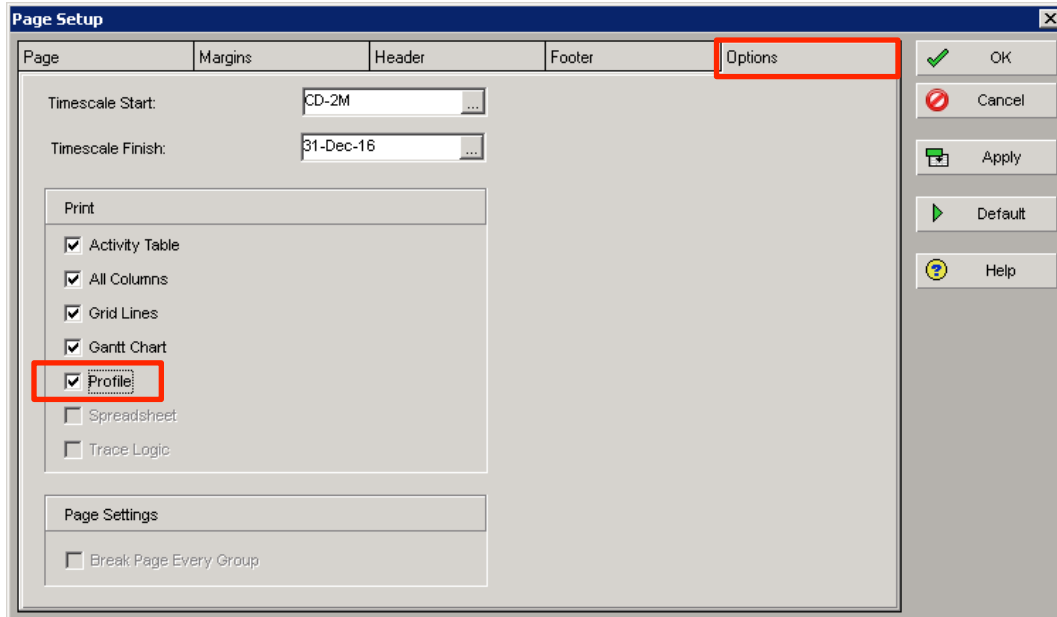 Page Setup
Page Margins Header Footer Options
Timescale Start: CD-2M ...
Timescale Finish: 31-Dec-16 ...
Print
Activity Table
All Columns
Grid Lines
Gantt Chart
Profile
Spreadsheet
Trace Logic
Page Settings
Break Page Every Group
OK
Cancel
Apply
Default
Help